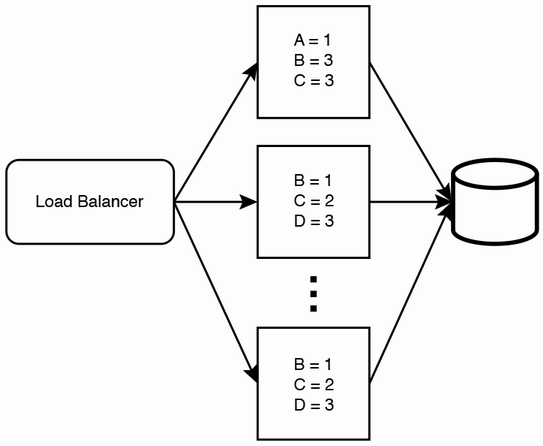 A = 1
B = 3
C = 3
Load Balancer
B = 1
C = 2
D = 3
B = 1
C = 2
D = 3